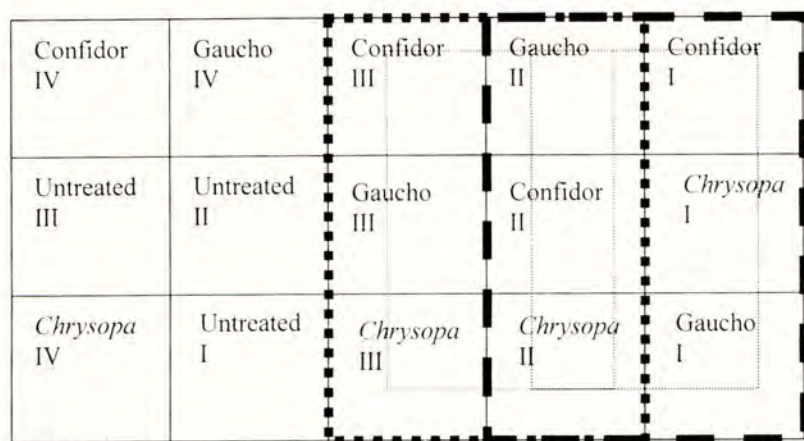 Confidor
IV
Gaucho
IV
Confidor
III
Gaucho
II
Confidor
I
Untreated
III
Untreated
II
Gaucho
III
Confidor
II
Chrysopa
I
Chrysopa
IV
Untreated
I
Chrysopa
III
Chrysopa
II
Gaucho
I